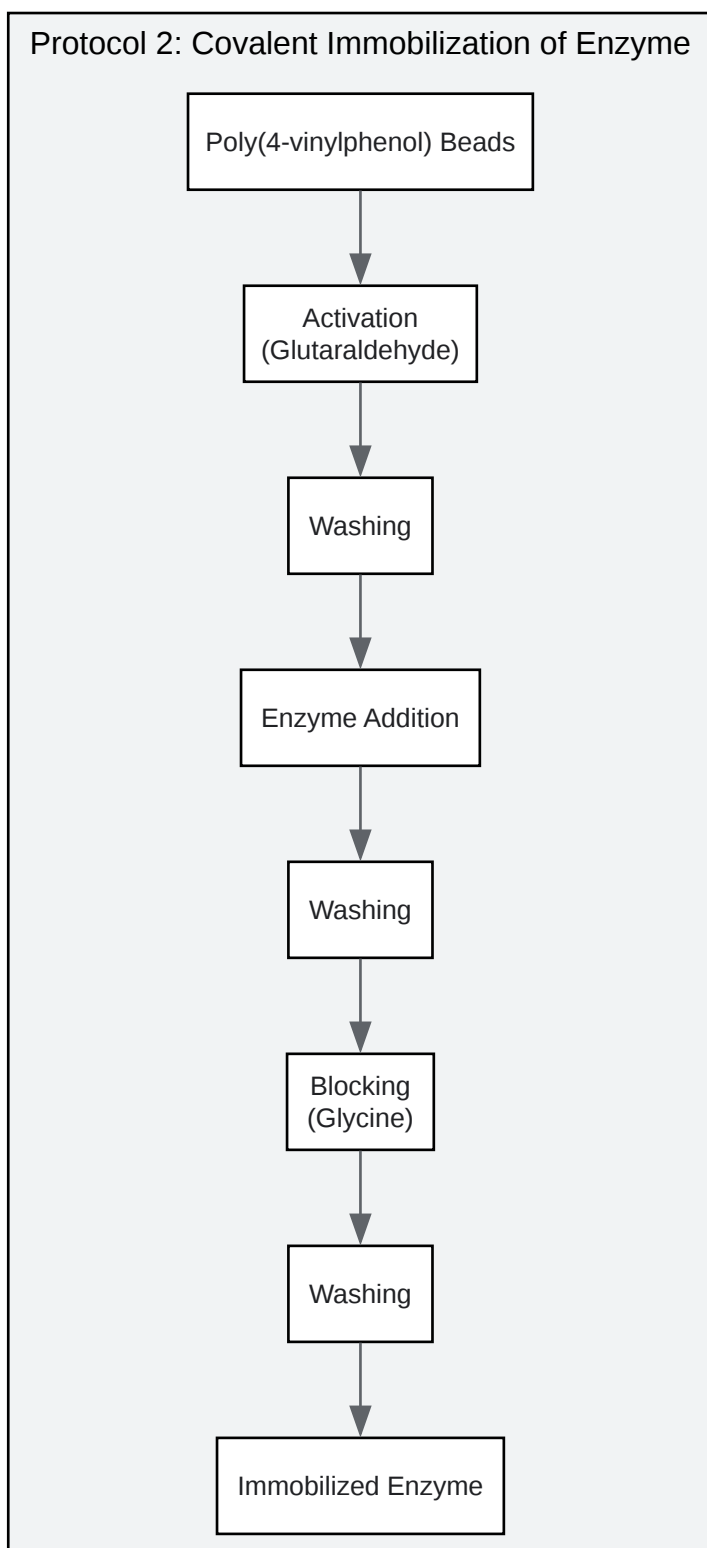 Protocol 2: Covalent Immobilization of Enzyme
Poly(4-vinylphenol) Beads
Activation
(Glutaraldehyde)
Washing
Enzyme Addition
Washing
Blocking
(Glycine)
Washing
Immobilized Enzyme